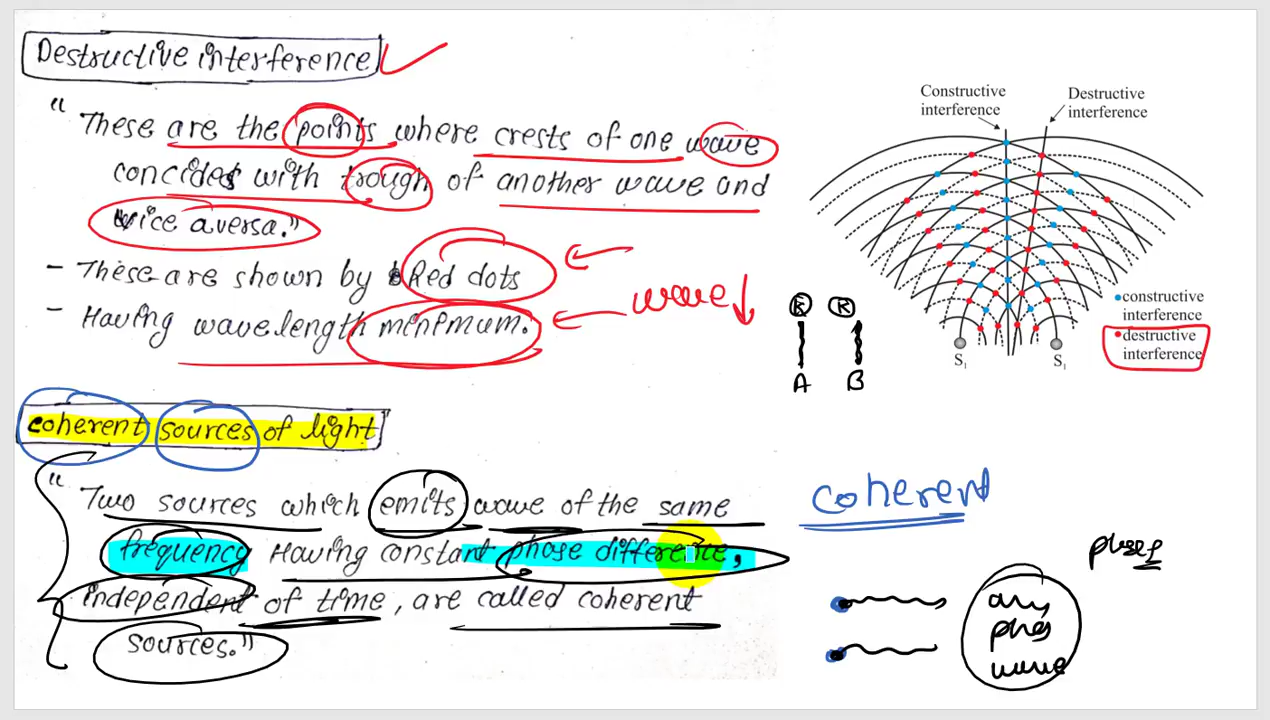 Destructive interference
" These are the points where crests of one wave
concides with trough of another wave and
vice aversa."
- These are shown by Red dots
- Having wavelength minimum.
wave↓
Constructive
interference
Destructive
interference
•constructive
interference
•destructive
interference
S₁ S₁
R R
A B
coherent sources of light
" Two sources which emits wave of the same
frequency Having constant phase difference,
independent of time, are called coherent
sources."
coherent
any
wave